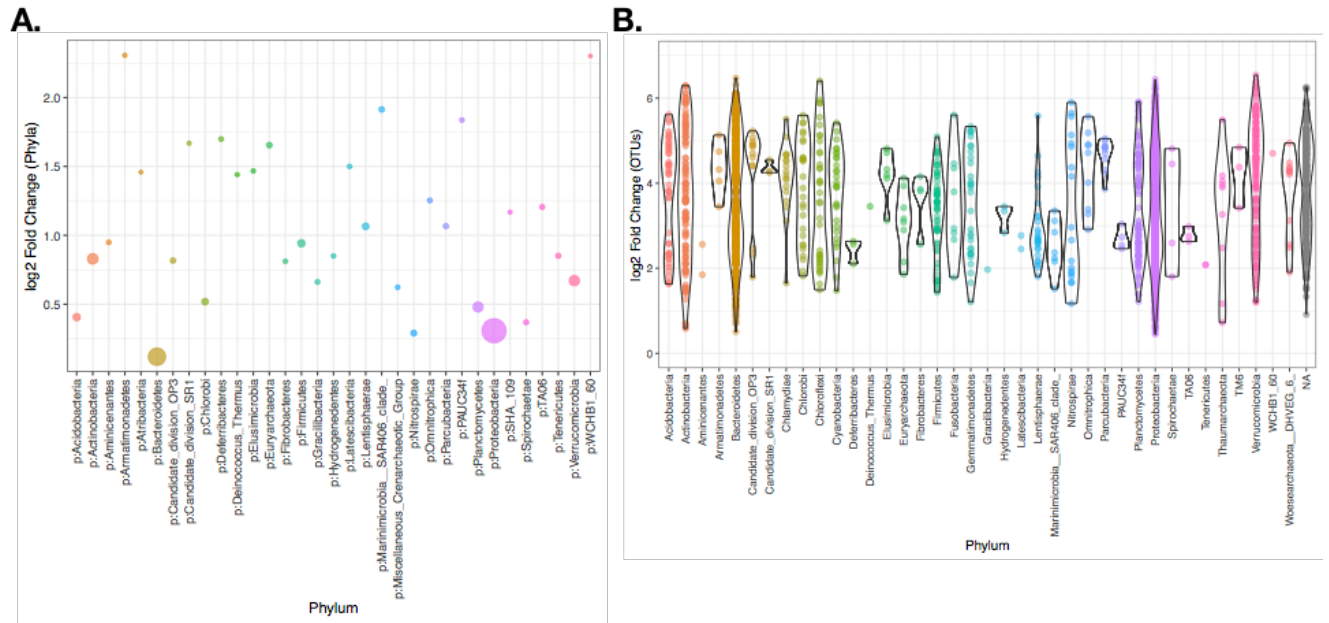 A.
log2 Fold Change (Phyla)
2.0
1.5
1.0
0.5
p:Acidobacteria
p:Actinobacteria
p:Aminicenantes
p:Armatimonadetes
p:Atribacteria
p:Bacteroidetes
p:Candidate_division_OP3
p:Candidate_division_SR1
p:Chlorobi
p:Deferribacteres
p:Deinococcus_Thermus
p:Elusimicrobia
p:Euryarchaeota
p:Fibrobacteres
p:Firmicutes
p:Gracilibacteria
p:Hydrogenedentes
p:Latescibacteria
p:Lentisphaerae
p:Marinimicrobia__SAR406_clade_
p:Miscellaneous_Crenarchaeotic_Group
p:Nitrospirae
p:Omnitrophica
p:Parcubacteria
p:PAUC34f
p:Planctomycetes
p:Proteobacteria
p:SHA_109
p:Spirochaetae
p:TA06
p:Tenericutes
p:Verrucomicrobia
p:WCHB1_60
Phylum
B.
log2 Fold Change (OTUs)
6
4
2
0
Acidobacteria
Actinobacteria
Aminicenantes
Armatimonadetes
Bacteroidetes
Candidate_division_OP3
Candidate_division_SR1
Chlamydiae
Chlorobi
Chloroflexi
Cyanobacteria
Deferribacteres
Deinococcus_Thermus
Elusimicrobia
Euryarchaeota
Fibrobacteres
Firmicutes
Fusobacteria
Gemmatimonadetes
Gracilibacteria
Hydrogenedentes
Latescibacteria
Lentisphaerae
Marinimicrobia__SAR406_clade_
Nitrospirae
Omnitrophica
Parcubacteria
PAUC34f
Planctomycetes
Proteobacteria
Spirochaetae
TA06
Tenericutes
Thaumarchaeota
TM6
Verrucomicrobia
WCHB1_60
Woesearchaeota__DHVEG_6_
NA
Phylum